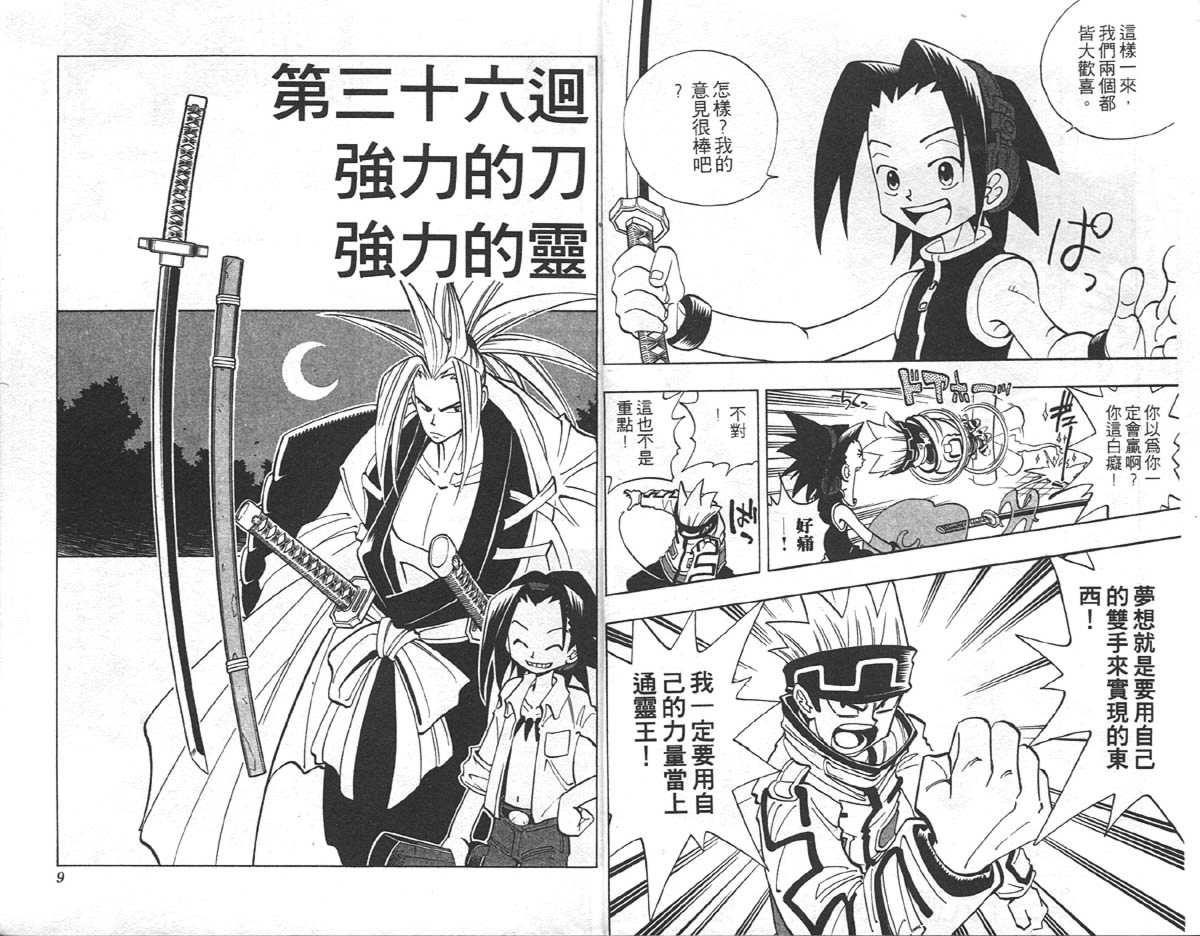 這樣一來，
我們兩個都
皆大歡喜。
怎樣？我的
意見很棒吧
？
ぱっ
你以為你一
定會贏啊？
你這白癡！
好痛
……！
不對
！
這也不是
重點！
夢想就是要用自己
的雙手來實現的東
西！
我一定要用自
己的力量當上
通靈王！
第三十六迴
強力的刀
強力的靈
9